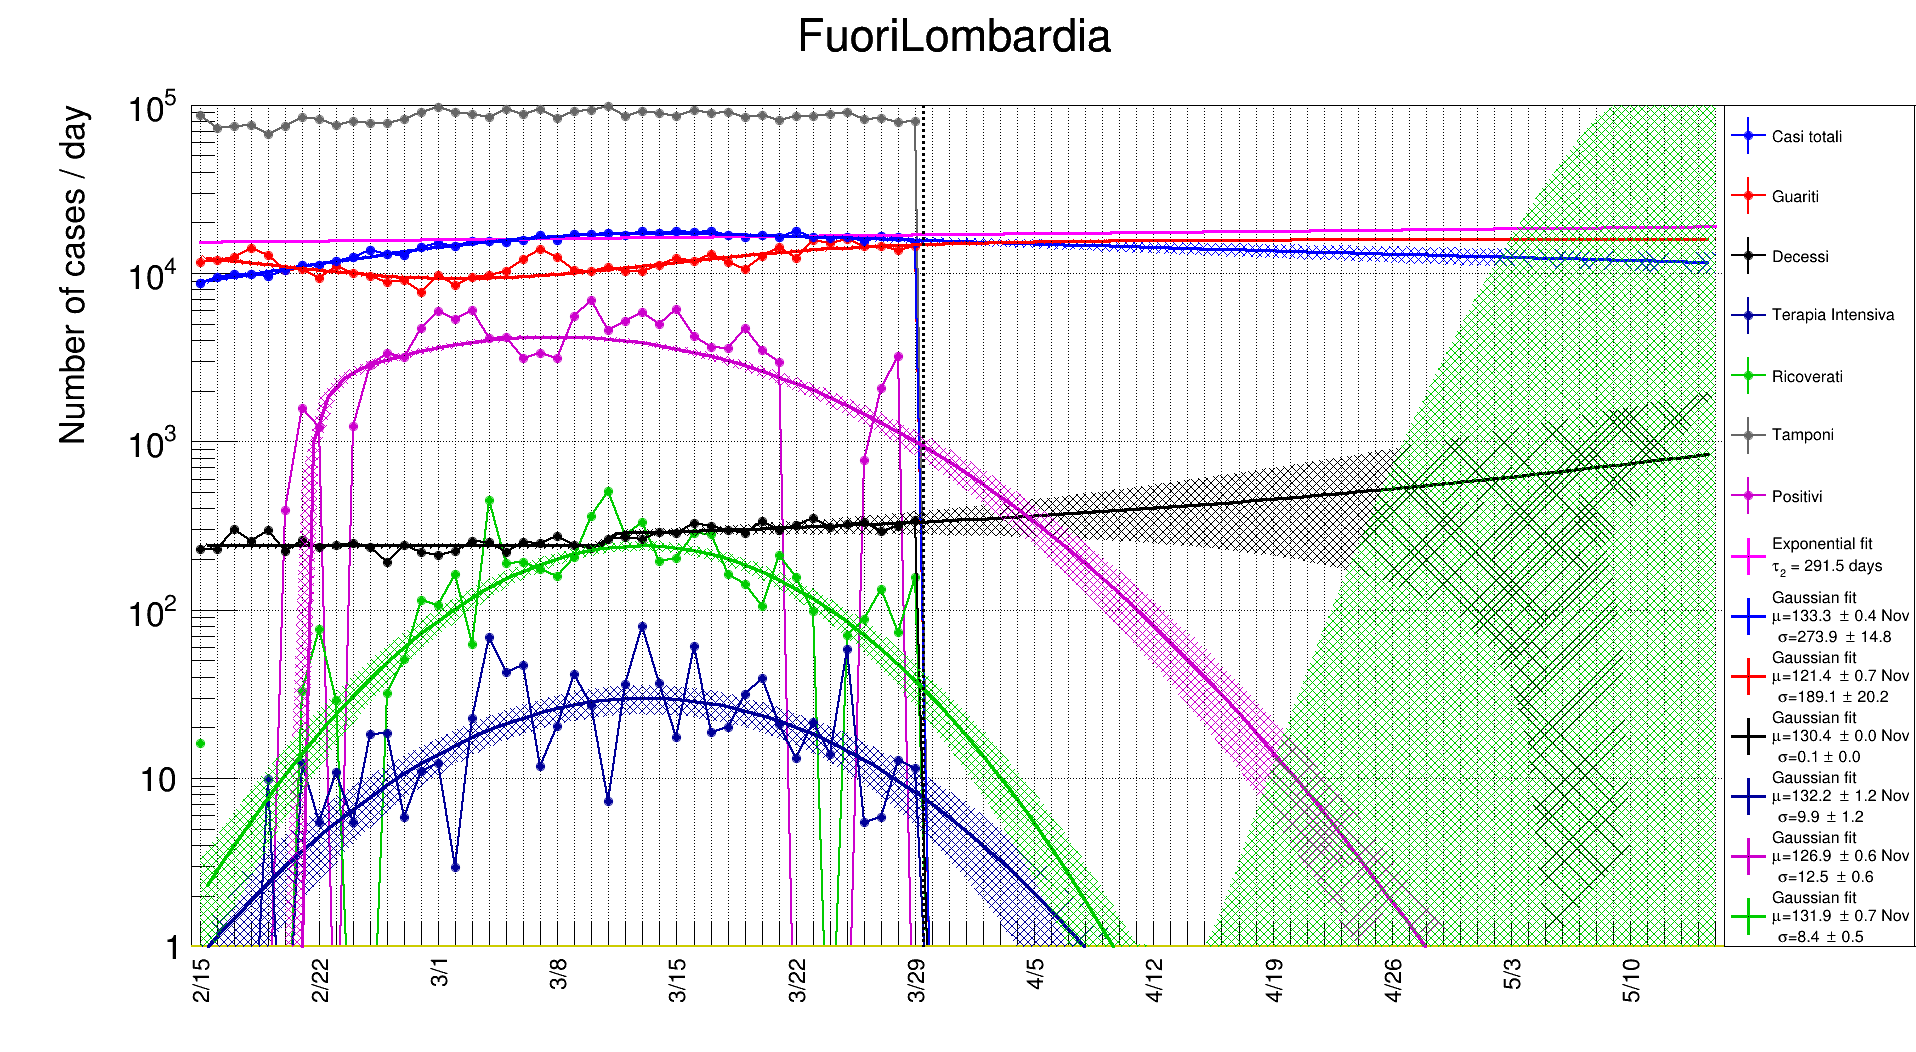 FuoriLombardia
Number of cases / day
10^5
10^4
10^3
10^2
10
1
2/15
2/22
3/1
3/8
3/15
3/22
3/29
4/5
4/12
4/19
4/26
5/3
5/10
Casi totali
Guariti
Decessi
Terapia Intensiva
Ricoverati
Tamponi
Positivi
Exponential fit
τ_2 = 291.5 days
Gaussian fit
μ=133.3 ± 0.4 Nov
σ=273.9 ± 14.8
Gaussian fit
μ=121.4 ± 0.7 Nov
σ=189.1 ± 20.2
Gaussian fit
μ=130.4 ± 0.0 Nov
σ=0.1 ± 0.0
Gaussian fit
μ=132.2 ± 1.2 Nov
σ=9.9 ± 1.2
Gaussian fit
μ=126.9 ± 0.6 Nov
σ=12.5 ± 0.6
Gaussian fit
μ=131.9 ± 0.7 Nov
σ=8.4 ± 0.5